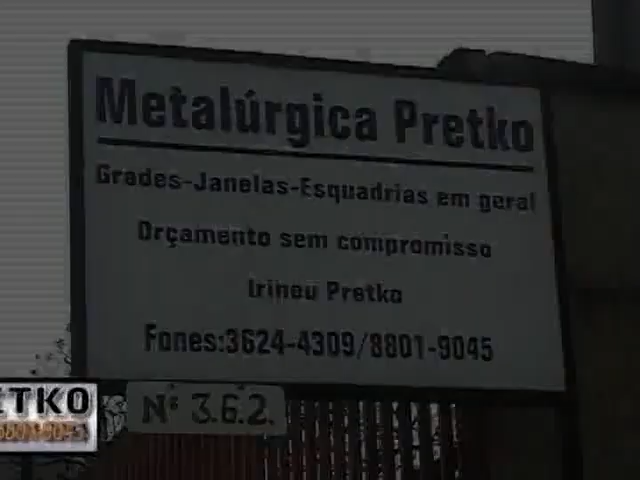 Metalúrgica Pretko
Grades-Janelas-Esquadrias em geral
Orçamento sem compromisso
Irineu Pretko
Fones:3624-4309/8801-9045
ETKO
Nº 3.6.2.